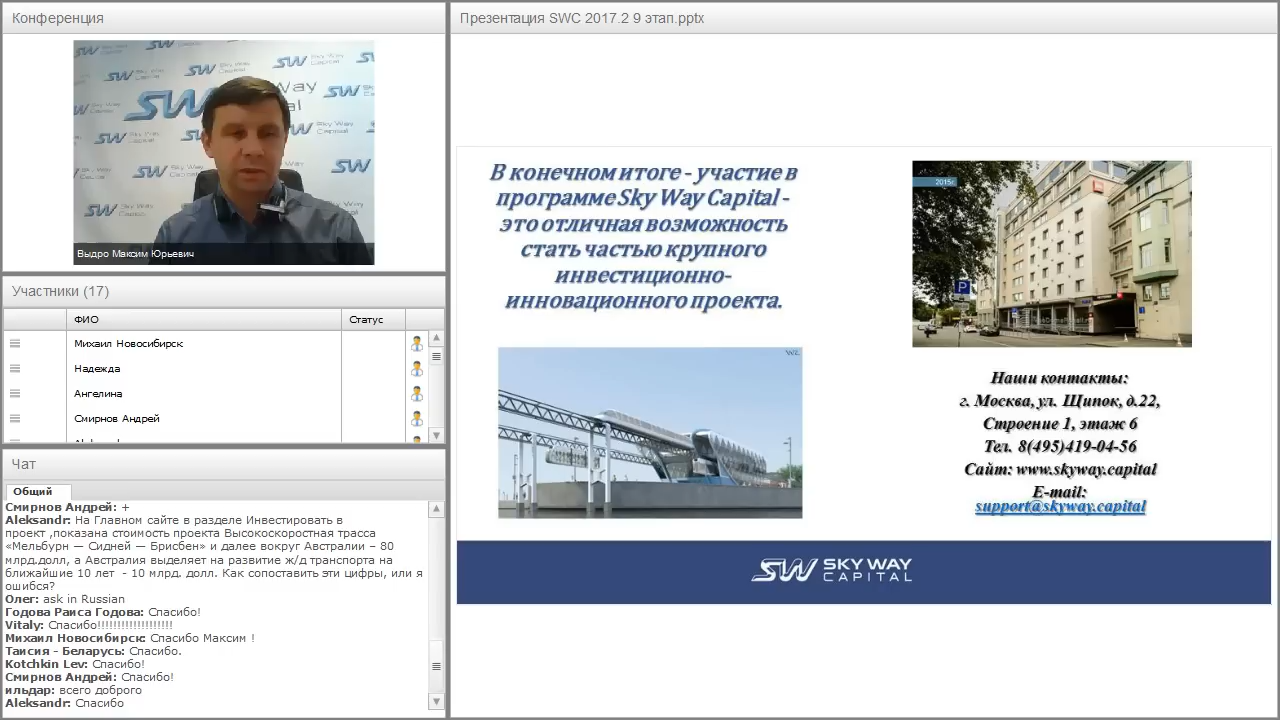 Конференция
SW
Sky Way
Capital
Выдро Максим Юрьевич
Участники (17)
ФИО
Статус
Михаил Новосибирск
Надежда
Ангелина
Смирнов Андрей
Чат
Общий
Смирнов Андрей: +
Aleksandr: На Главном сайте в разделе Инвестировать в
проект ,показана стоимость проекта Высокоскоростная трасса
«Мельбурн — Сидней — Брисбен» и далее вокруг Австралии – 80
млрд.долл, а Австралия выделяет на развитие ж/д транспорта на
ближайшие 10 лет - 10 млрд. долл. Как сопоставить эти цифры, или я
ошибся?
Олег: ask in Russian
Годова Раиса Годова: Спасибо!
Vitaly: Спасибо!!!!!!!!!!!!!!!!!!!
Михаил Новосибирск: Спасибо Максим !
Таисия - Беларусь: Спасибо.
Kotchkin Lev: Спасибо!
Смирнов Андрей: Спасибо!
ильдар: всего доброго
Aleksandr: Спасибо
Презентация SWC 2017.2 9 этап.pptx
В конечном итоге - участие в
программе Sky Way Capital -
это отличная возможность
стать частью крупного
инвестиционно-
инновационного проекта.
2015г
P
Наши контакты:
г. Москва, ул. Щипок, д.22,
Строение 1, этаж 6
Тел. 8(495)419-04-56
Сайт: www.skyway.capital
E-mail:
support@skyway.capital
SW SKY WAY
CAPITAL